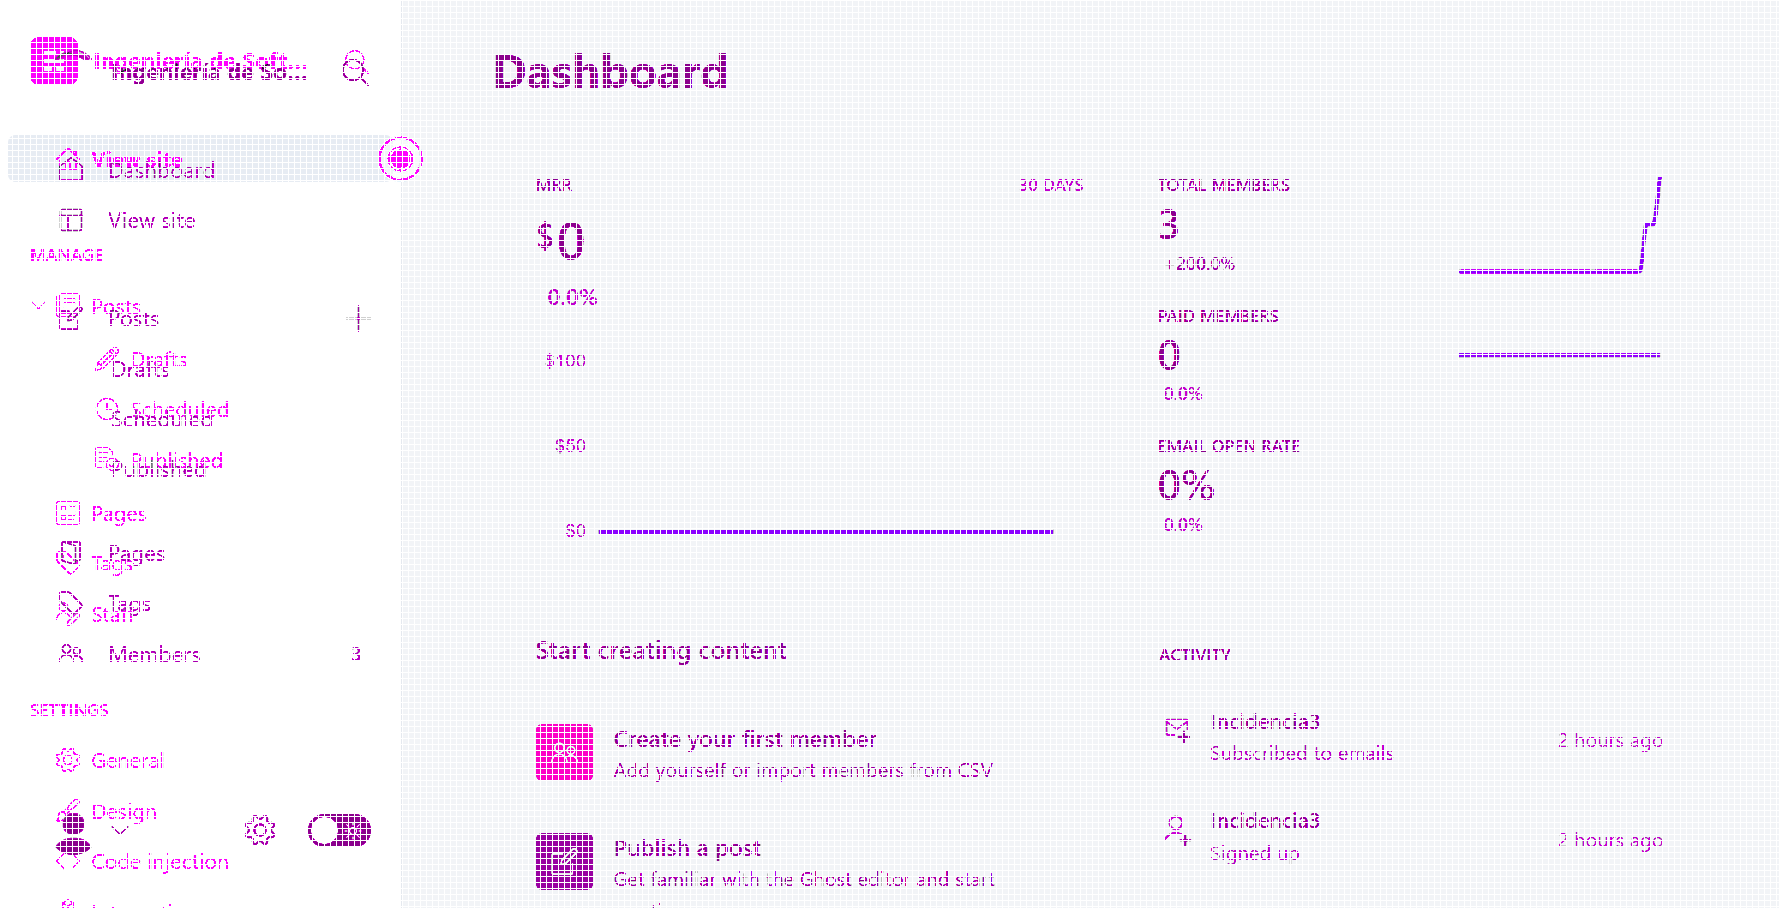 Ingeniería de Soft
Ingeniería de So...
View site
Dashboard
View site
MANAGE
Posts
Posts
Drafts
Drafts
Scheduled
Scheduled
Published
Published
Pages
Pages
Tags
Tags
Staff
Members 3
SETTINGS
General
Design
Code injection
Dashboard
MRR 30 DAYS
$0
0.0%
$100
$50
$0
TOTAL MEMBERS
3
+200.0%
PAID MEMBERS
0
0.0%
EMAIL OPEN RATE
0%
0.0%
Start creating content
Create your first member
Add yourself or import members from CSV
Publish a post
Get familiar with the Ghost editor and start
ACTIVITY
Incidencia3
Subscribed to emails
2 hours ago
Incidencia3
Signed up
2 hours ago